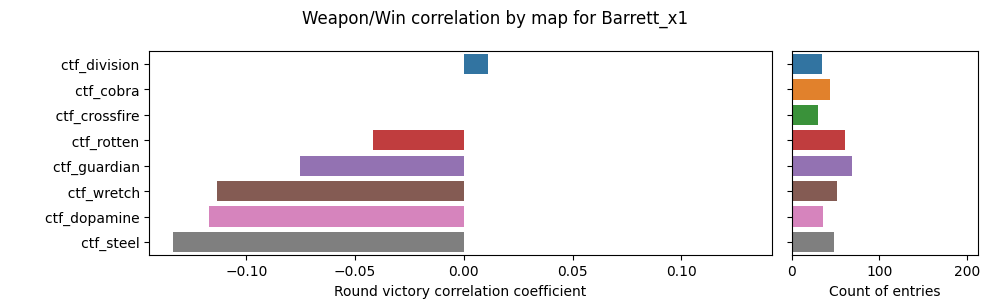 Weapon/Win correlation by map for Barrett_x1
ctf_division
ctf_cobra
ctf_crossfire
ctf_rotten
ctf_guardian
ctf_wretch
ctf_dopamine
ctf_steel
−0.10 −0.05 0.00 0.05 0.10
Round victory correlation coefficient
0 100 200
Count of entries